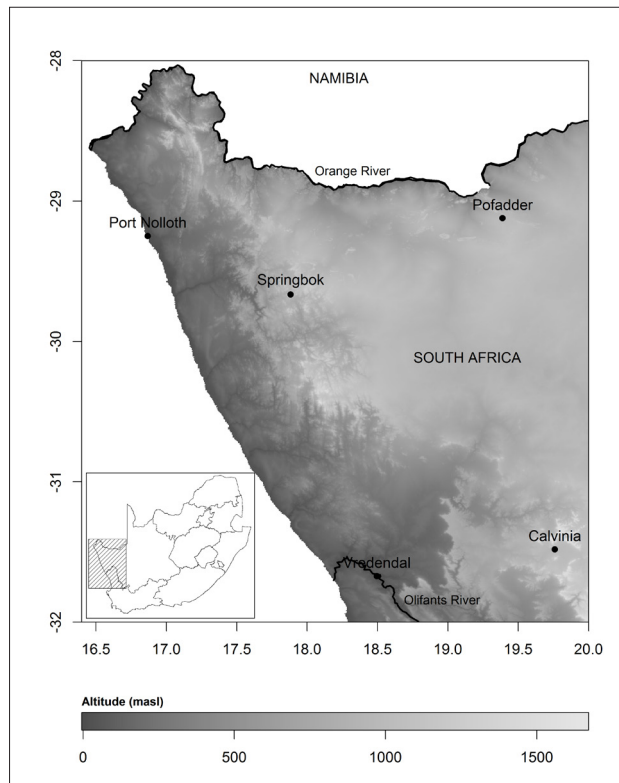 -28
NAMIBIA
Orange River
-29
Pofadder
Port Nolloth
Springbok
-30
SOUTH AFRICA
-31
Calvinia
Vredendal
Olifants River
-32
16.5 17.0 17.5 18.0 18.5 19.0 19.5 20.0
Altitude (masl)
0 500 1000 1500